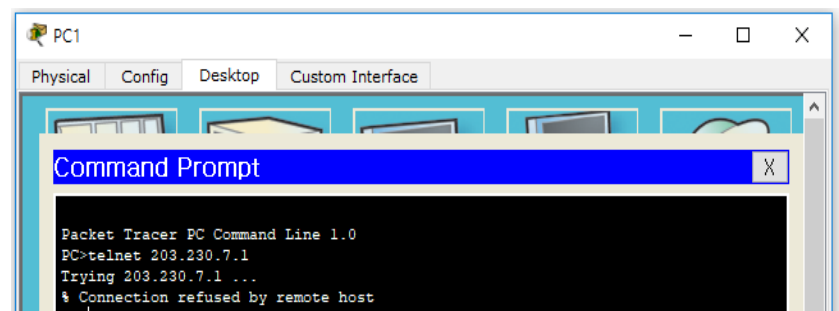 PC1
Physical Config Desktop Custom Interface
Command Prompt
X
Packet Tracer PC Command Line 1.0
PC>telnet 203.230.7.1
Trying 203.230.7.1 ...
% Connection refused by remote host